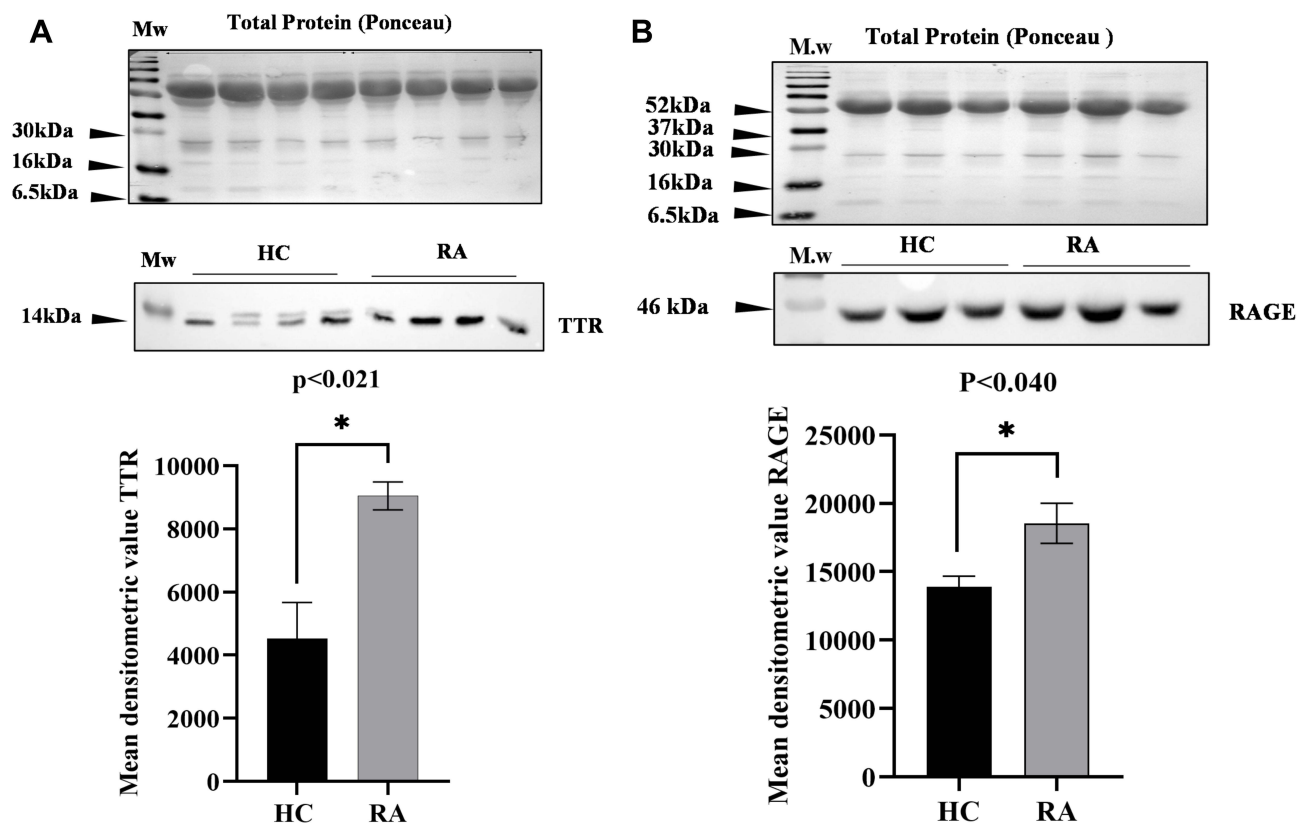 A
Mw
Total Protein (Ponceau)
30kDa
16kDa
6.5kDa
Mw
HC
RA
14kDa
TTR
p<0.021
*
Mean densitometric value TTR
10000
8000
6000
4000
2000
0
HC
RA
B
M.w
Total Protein (Ponceau )
52kDa
37kDa
30kDa
16kDa
6.5kDa
M.w
HC
RA
46 kDa
RAGE
P<0.040
*
Mean densitometric value RAGE
25000
20000
15000
10000
5000
0
HC
RA